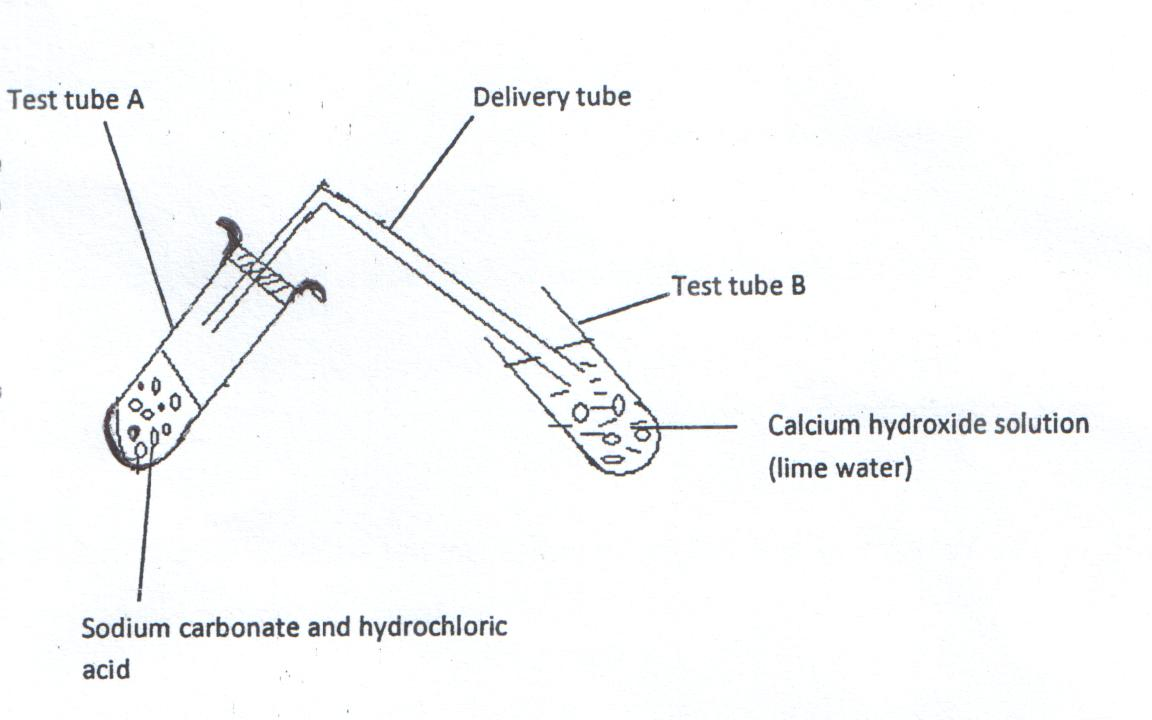 Test tube A
Delivery tube
Test tube B
Calcium hydroxide solution
(lime water)
Sodium carbonate and hydrochloric
acid